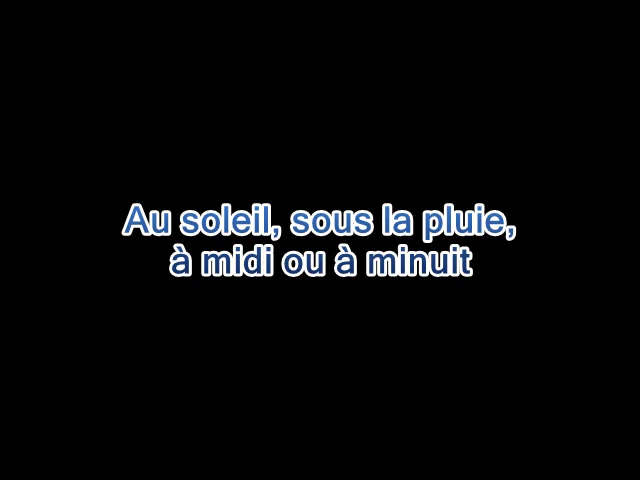 Au soleil, sous la pluie,
à midi ou à minuit